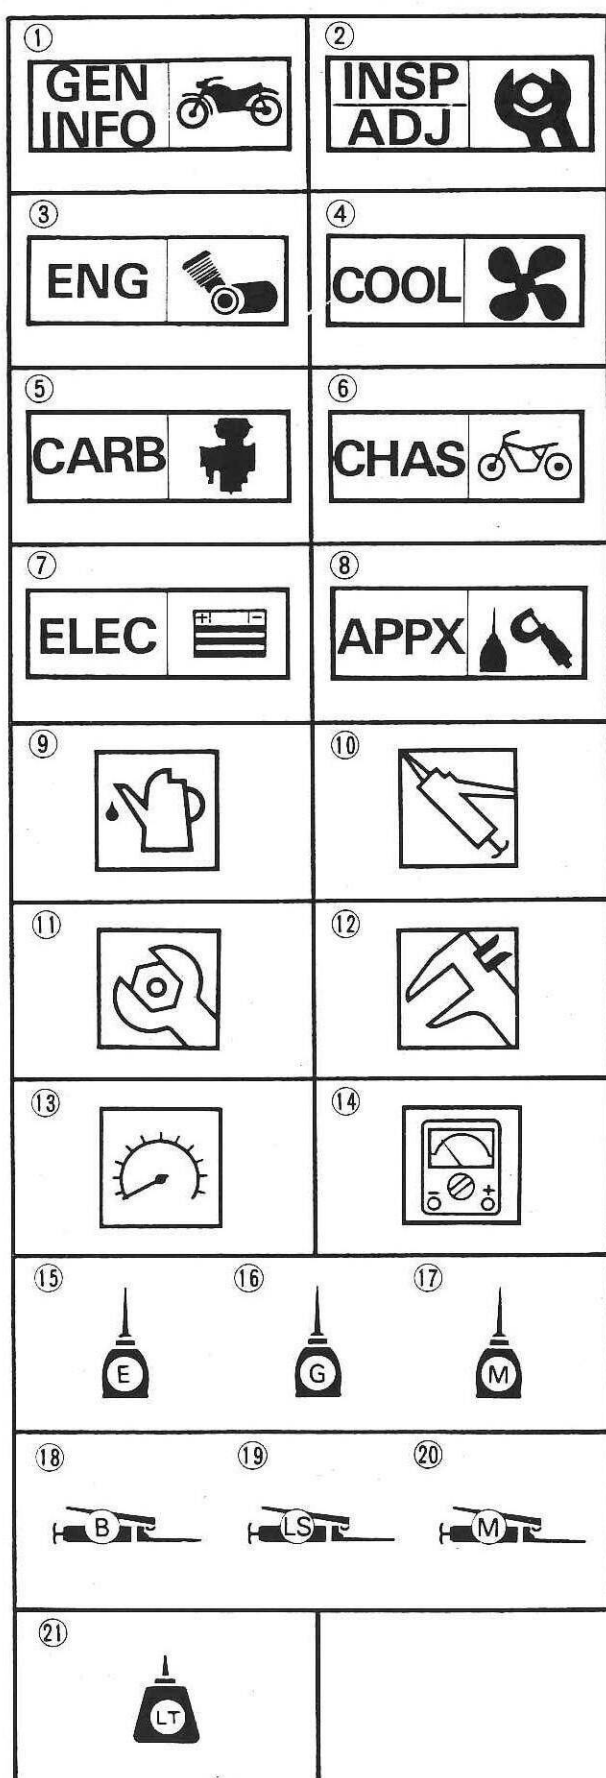 ① ②
GEN
INFO
INSP
ADJ
③ ④
ENG
COOL
⑤ ⑥
CARB
CHAS
⑦ ⑧
ELEC
+ −
APPX
⑨ ⑩
⑪ ⑫
⑬ ⑭
− +
⑮ ⑯ ⑰
E G M
⑱ ⑲ ⑳
B LS M
㉑
LT